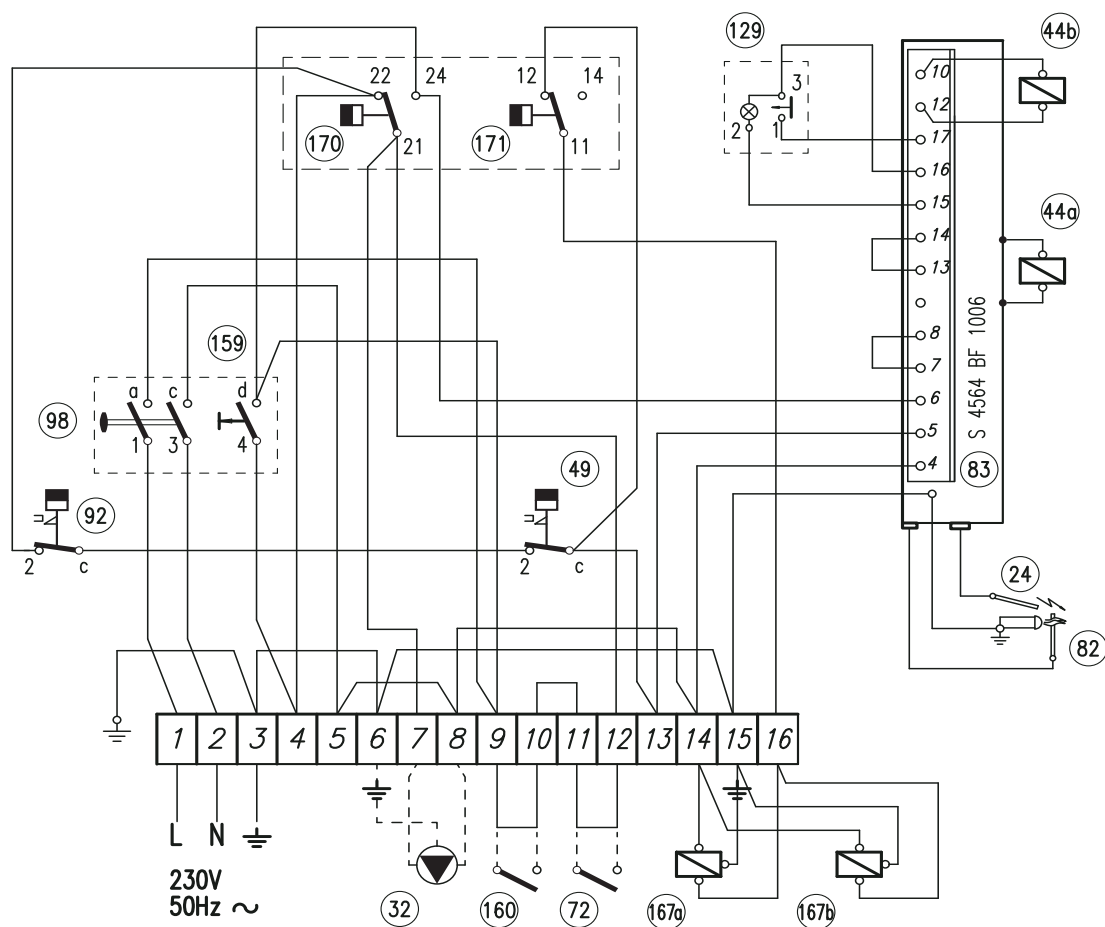 129
44b
22 24 12 14
170 21 171 11
3
2 1
10
12
17
16
15
14
13
8
7
6
5
4
S 4564 BF 1006
83
44a
159
a c d
98
1 3 4
92
2 c
49
2 c
24
82
1 2 3 4 5 6 7 8 9 10 11 12 13 14 15 16
L N
230V
50Hz ~
32 160 72 167a 167b